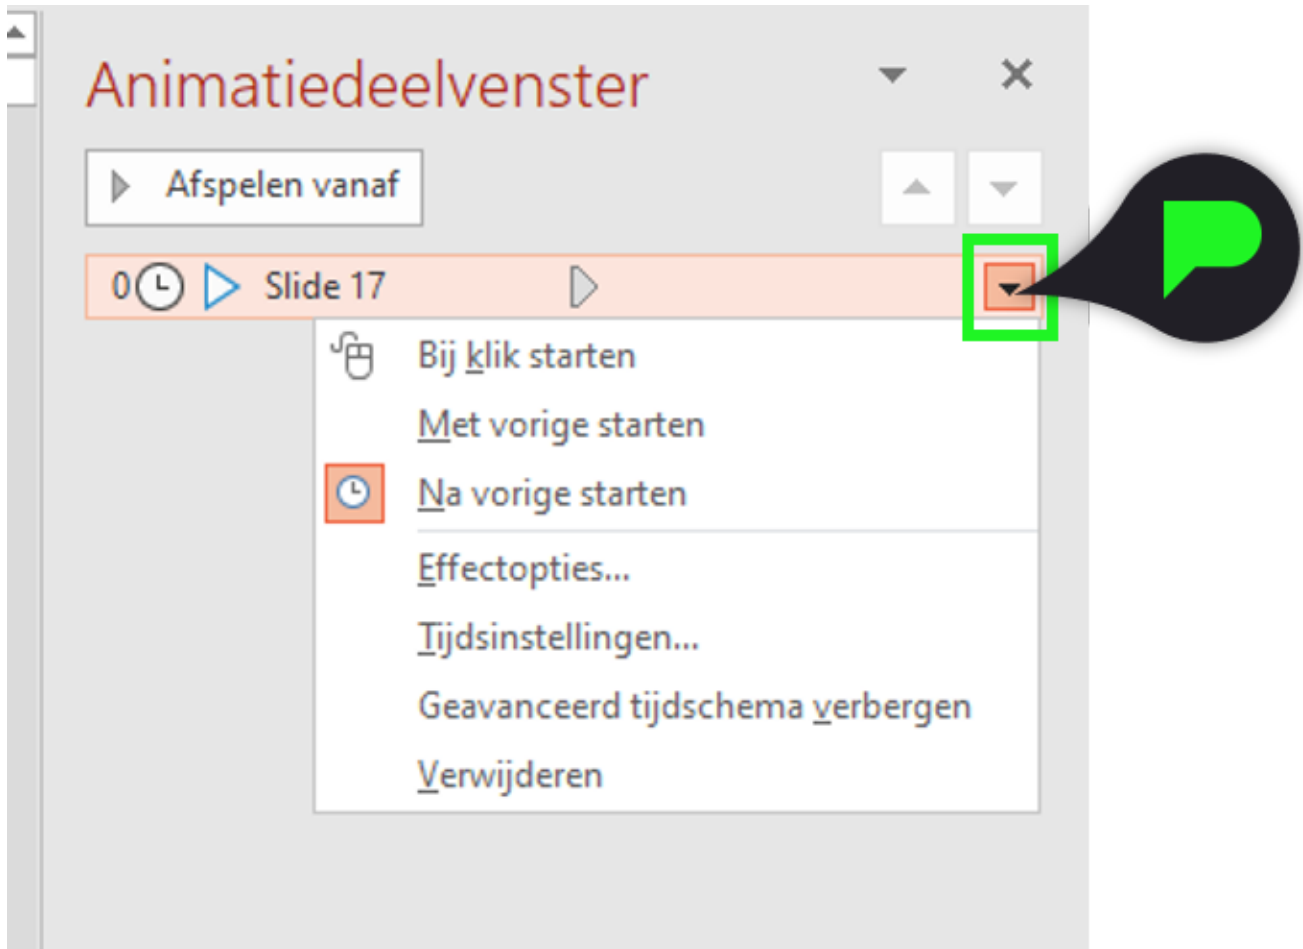 Animatiedeelvenster
Afspelen vanaf
0 Slide 17
Bij klik starten
Met vorige starten
Na vorige starten
Effectopties...
Tijdsinstellingen...
Geavanceerd tijdschema verbergen
Verwijderen